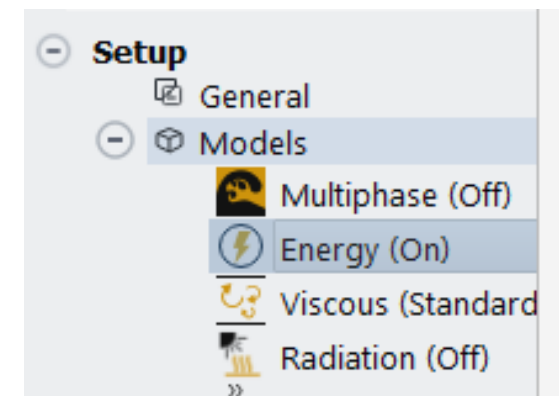 Setup
General
Models
Multiphase (Off)
Energy (On)
Viscous (Standard
Radiation (Off)